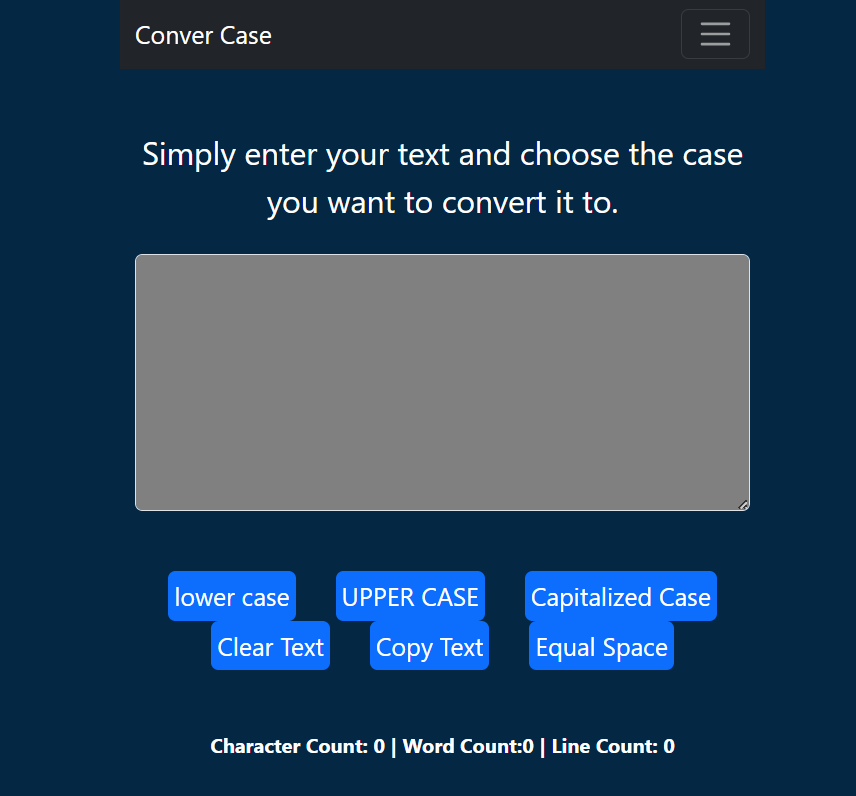 Conver Case
Simply enter your text and choose the case
you want to convert it to.
lower case UPPER CASE Capitalized Case
Clear Text Copy Text Equal Space
Character Count: 0 | Word Count:0 | Line Count: 0